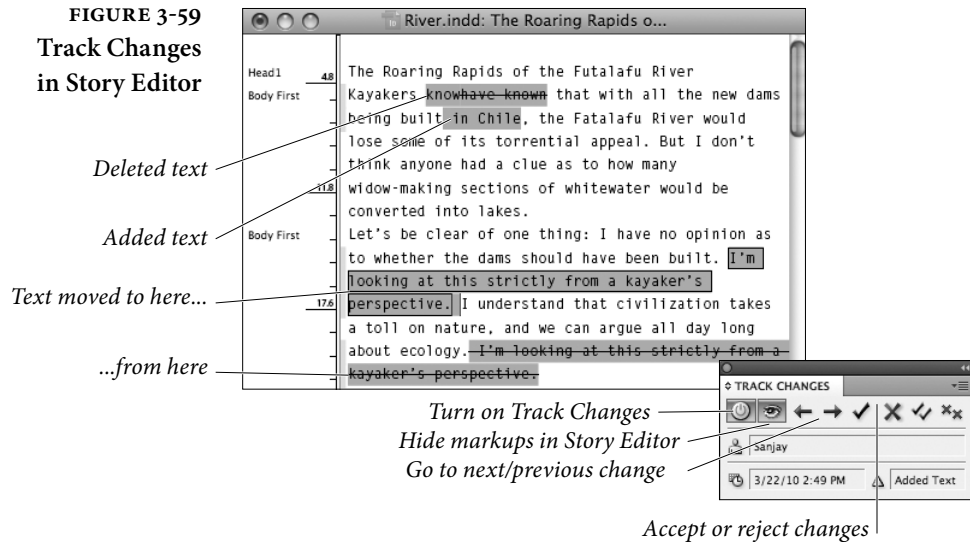 FIGURE 3-59
Track Changes
in Story Editor
River.indd: The Roaring Rapids o...
Head1
4.8
The Roaring Rapids of the Futalafu River
Body First
Kayakers knowhave known that with all the new dams
being built in Chile, the Fatalafu River would
lose some of its torrential appeal. But I don't
think anyone had a clue as to how many
11.8
widow-making sections of whitewater would be
converted into lakes.
Body First
Let's be clear of one thing: I have no opinion as
to whether the dams should have been built. I'm
looking at this strictly from a kayaker's
17.6
perspective. I understand that civilization takes
a toll on nature, and we can argue all day long
about ecology. I'm looking at this strictly from a
kayaker's perspective.
Deleted text
Added text
Text moved to here...
...from here
TRACK CHANGES
Sanjay
3/22/10 2:49 PM
Added Text
Turn on Track Changes
Hide markups in Story Editor
Go to next/previous change
Accept or reject changes